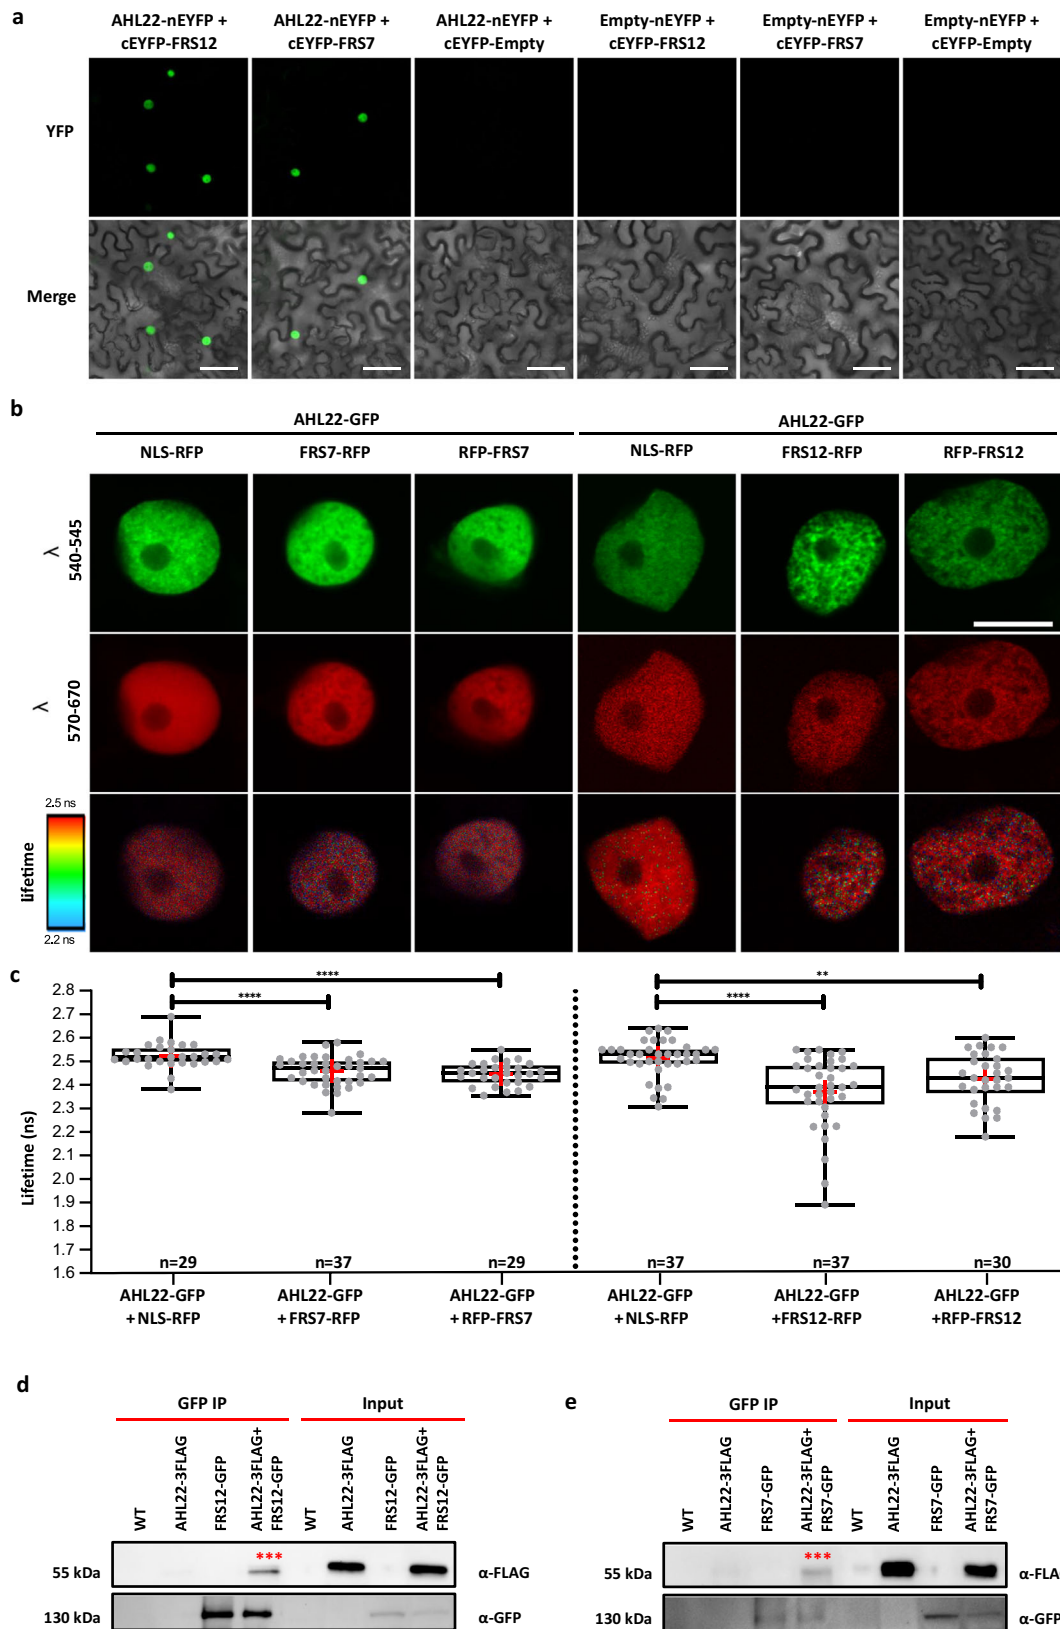 a
AHL22-nEYFP +
cEYFP-FRS12
AHL22-nEYFP +
cEYFP-FRS7
AHL22-nEYFP +
cEYFP-Empty
Empty-nEYFP +
cEYFP-FRS12
Empty-nEYFP +
cEYFP-FRS7
Empty-nEYFP +
cEYFP-Empty
YFP
Merge
b
AHL22-GFP
AHL22-GFP
NLS-RFP
FRS7-RFP
RFP-FRS7
NLS-RFP
FRS12-RFP
RFP-FRS12
λ
540-545
λ
570-670
2.5 ns
Lifetime
2.2 ns
c
****
****
**
****
Lifetime (ns)
2.8
2.7
2.6
2.5
2.4
2.3
2.2
2.1
2.0
1.9
1.8
1.7
1.6
n=29
n=37
n=29
n=37
n=37
n=30
AHL22-GFP
+NLS-RFP
AHL22-GFP
+FRS7-RFP
AHL22-GFP
+RFP-FRS7
AHL22-GFP
+NLS-RFP
AHL22-GFP
+FRS12-RFP
AHL22-GFP
+RFP-FRS12
d
GFP IP
Input
WT
AHL22-3FLAG
FRS12-GFP
AHL22-3FLAG+
FRS12-GFP
WT
AHL22-3FLAG
FRS12-GFP
AHL22-3FLAG+
FRS12-GFP
***
55 kDa
α-FLAG
130 kDa
α-GFP
e
GFP IP
Input
WT
AHL22-3FLAG
FRS7-GFP
AHL22-3FLAG+
FRS7-GFP
WT
AHL22-3FLAG
FRS7-GFP
AHL22-3FLAG+
FRS7-GFP
***
55 kDa
α-FLA
130 kDa
α-GFP